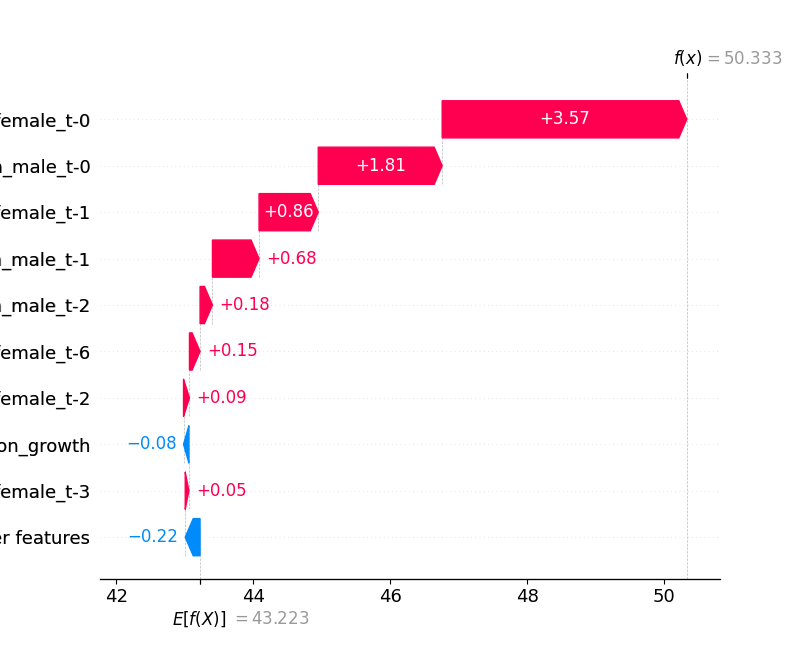 f(x) = 50.333
female_t-0 +3.57
_male_t-0 +1.81
female_t-1 +0.86
_male_t-1 +0.68
_male_t-2 +0.18
female_t-6 +0.15
female_t-2 +0.09
on_growth −0.08
female_t-3 +0.05
er features −0.22
42 44 46 48 50
E[f(X)] = 43.223